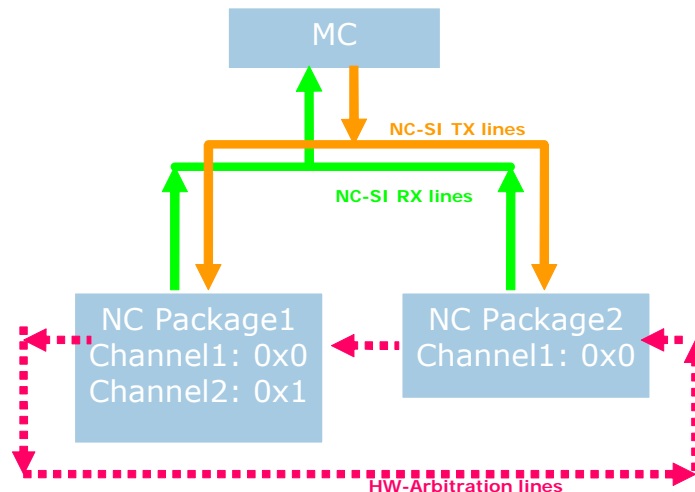 MC
NC-SI TX lines
NC-SI RX lines
NC Package1
Channel1: 0x0
Channel2: 0x1
NC Package2
Channel1: 0x0
HW-Arbitration lines